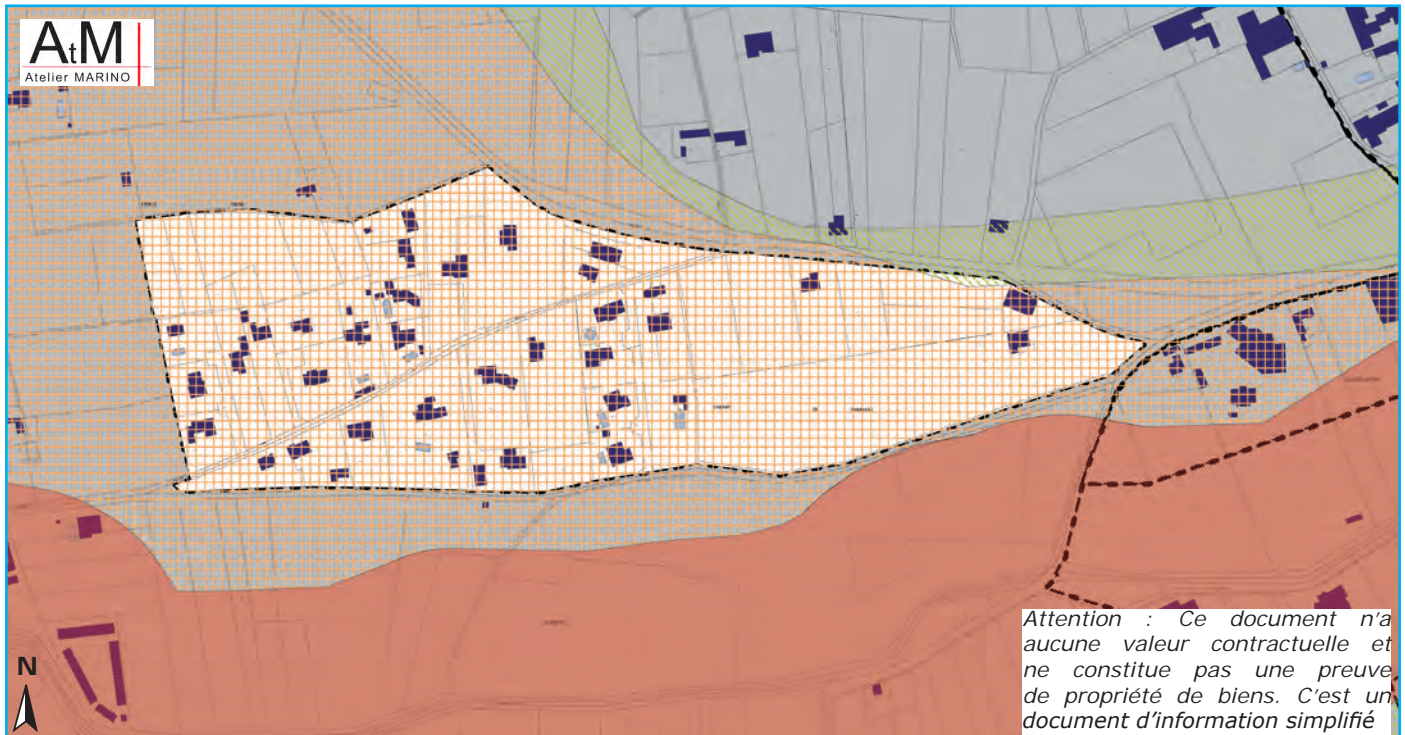 AtM
Atelier MARINO
N
Attention : Ce document n'a
aucune valeur contractuelle et
ne constitue pas une preuve
de propriété de biens. C'est un
document d'information simplifié